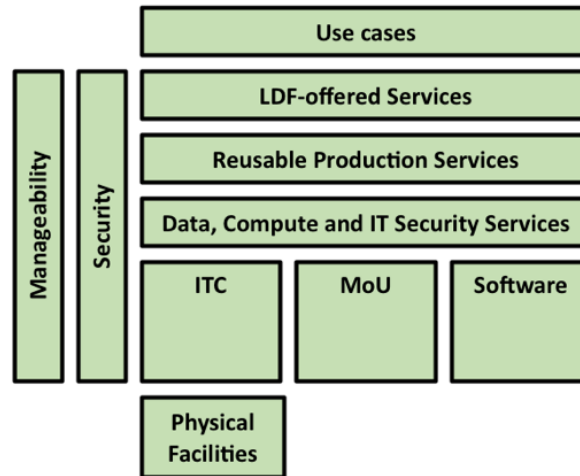 Use cases
Manageability
Security
LDF-offered Services
Reusable Production Services
Data, Compute and IT Security Services
ITC
MoU
Software
Physical
Facilities